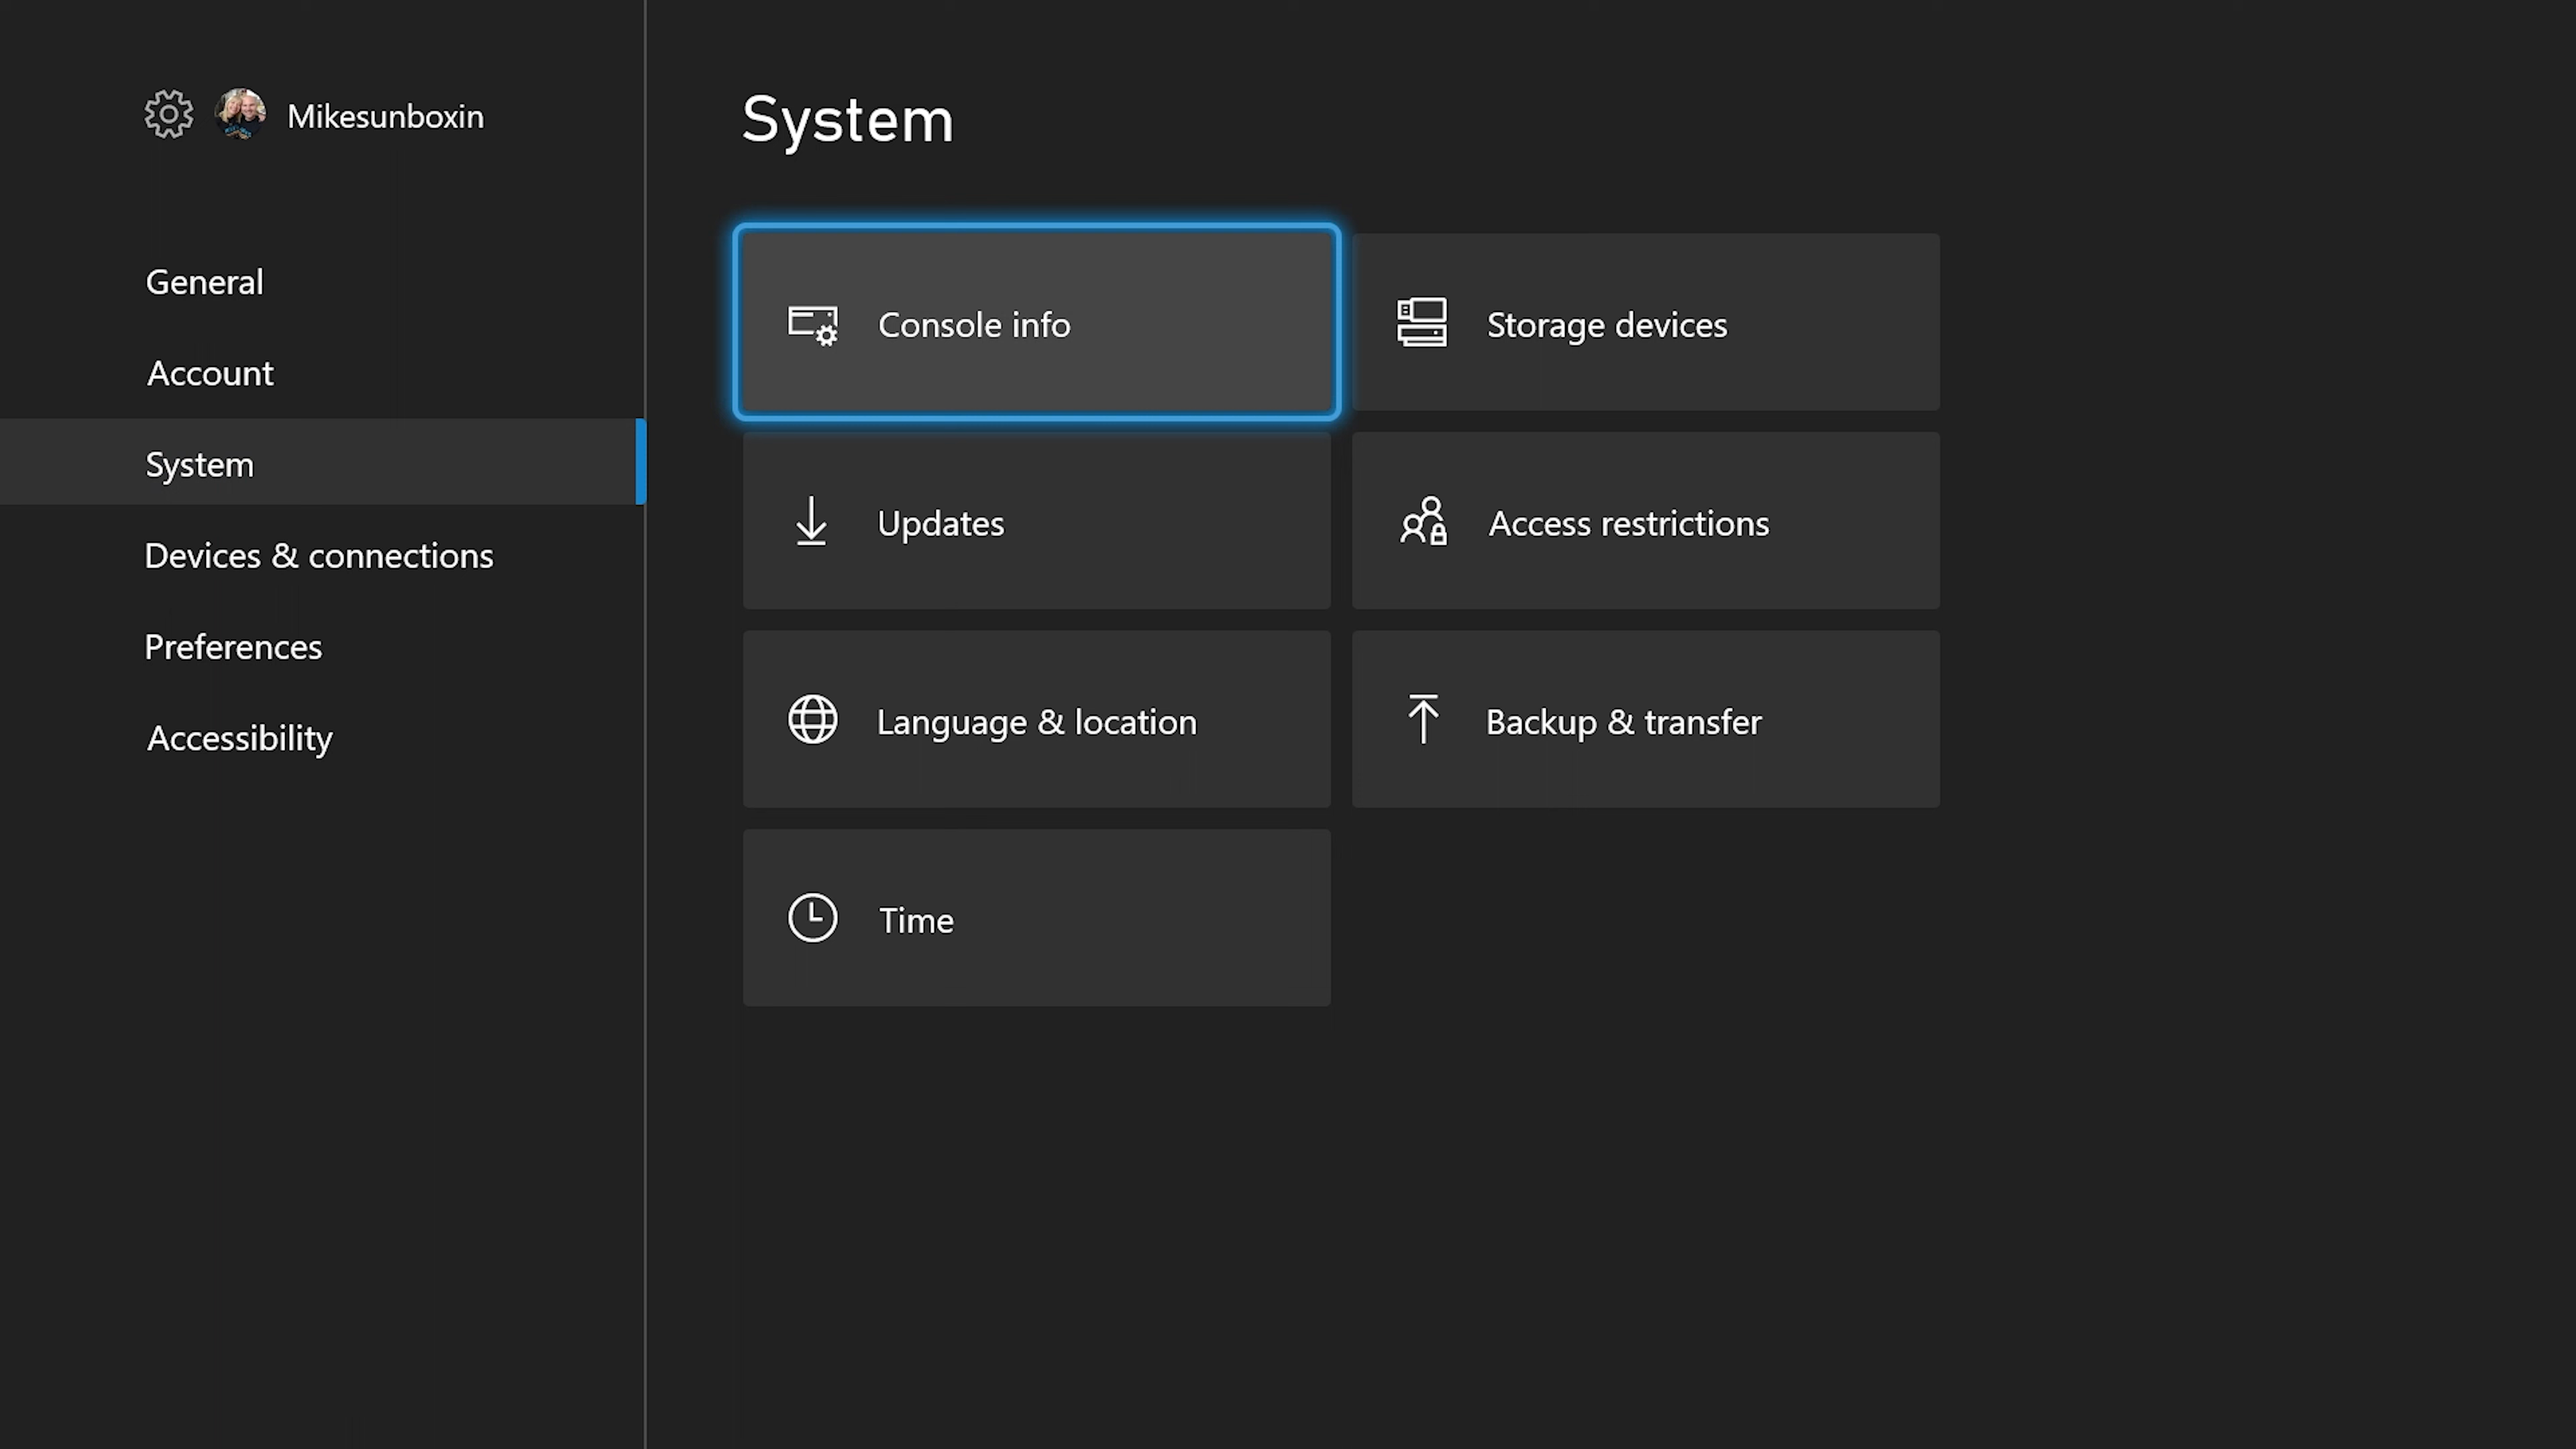 Mikesunboxin
General
Account
System
Devices & connections
Preferences
Accessibility
System
Console info
Storage devices
Updates
Access restrictions
Language & location
Backup & transfer
Time